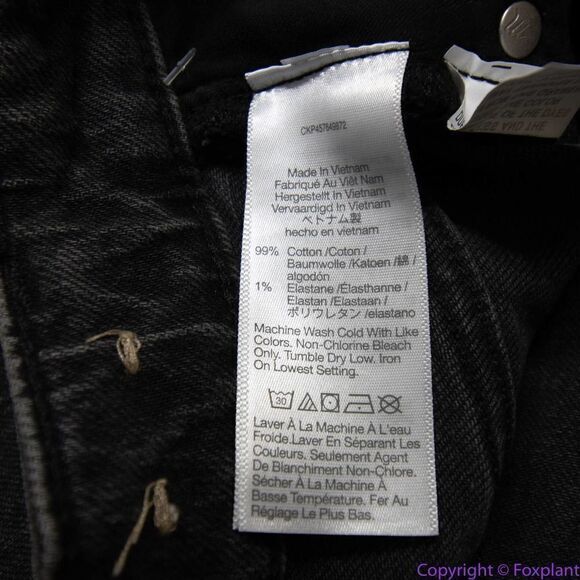 CKP457649872
Made In Vietnam
Fabriqué Au Viêt Nam
Hergestellt In Vietnam
Vervaardigd In Vietnam
ベトナム製
hecho en vietnam
99% Cotton /Coton /
Baumwolle /Katoen /綿 /
algodón
1% Elastane /Élasthanne /
Elastan /Elastaan /
ポリウレタン /elastano
Machine Wash Cold With Like
Colors. Non-Chlorine Bleach
Only. Tumble Dry Low. Iron
On Lowest Setting.
30
Laver À La Machine À L'eau
Froide.Laver En Séparant Les
Couleurs. Seulement Agent
De Blanchiment Non-Chlore.
Sécher À La Machine À
Basse Température. Fer Au
Réglage Le Plus Bas.
Copyright © Foxplant